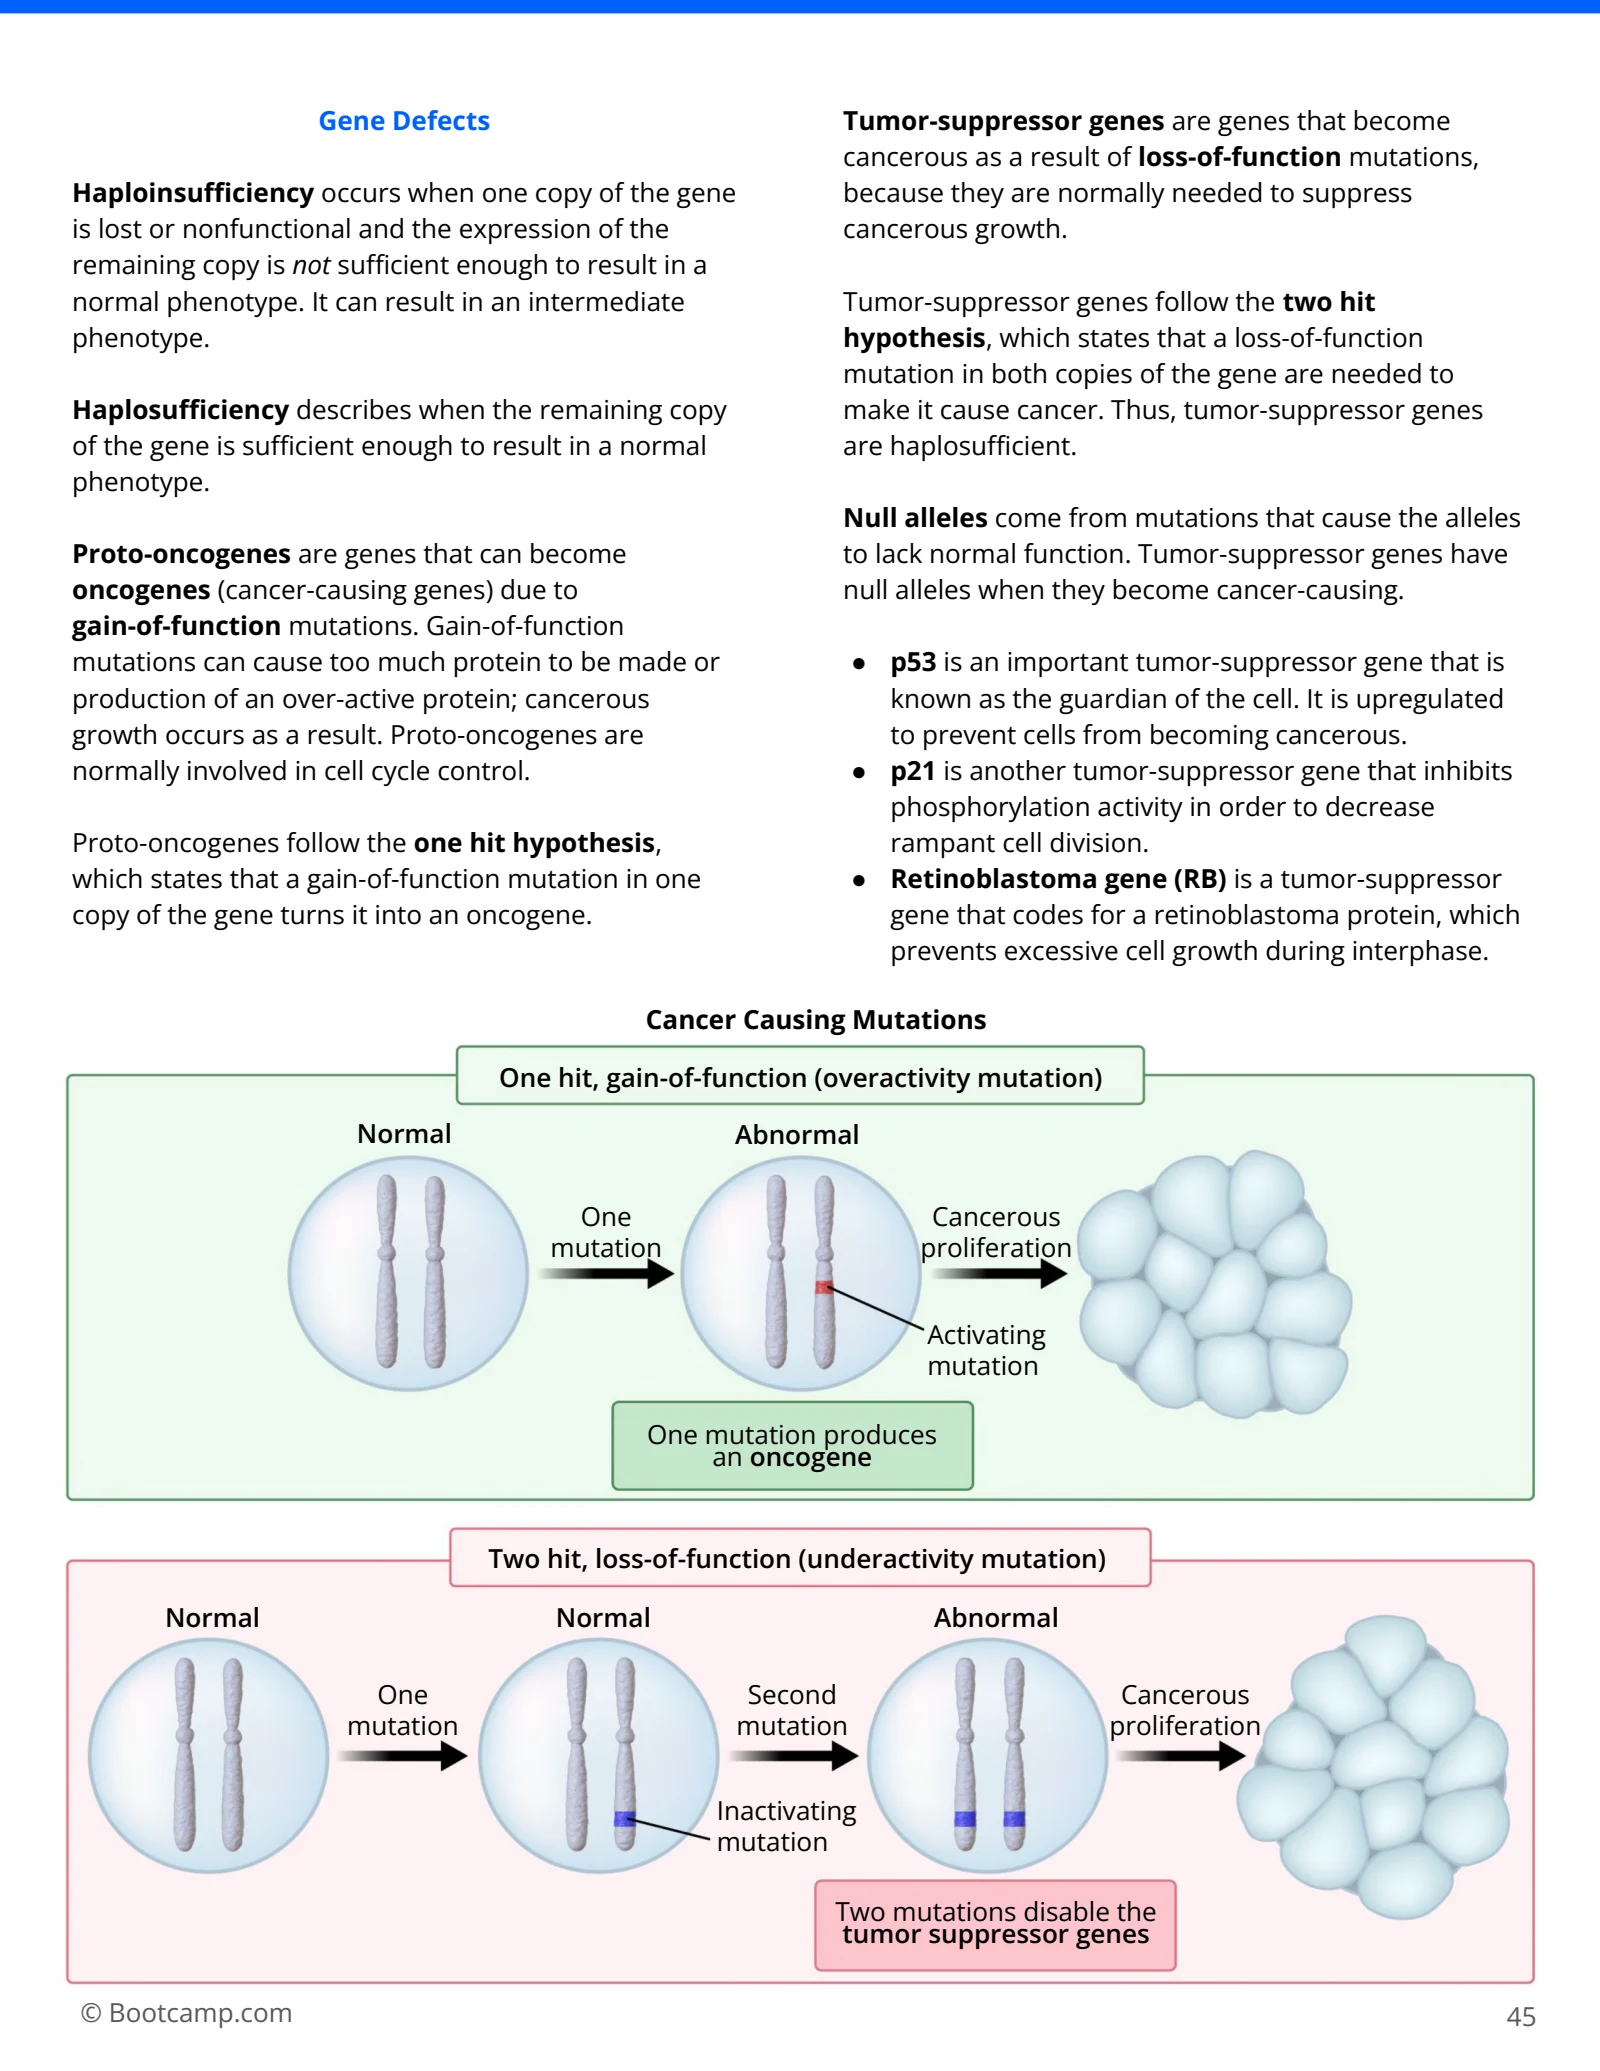 Gene Defects
Haploinsufficiency occurs when one copy of the gene
is lost or nonfunctional and the expression of the
remaining copy is not sufficient enough to result in a
normal phenotype. It can result in an intermediate
phenotype.
Haplosufficiency describes when the remaining copy
of the gene is sufficient enough to result in a normal
phenotype.
Proto-oncogenes are genes that can become
oncogenes (cancer-causing genes) due to
gain-of-function mutations. Gain-of-function
mutations can cause too much protein to be made or
production of an over-active protein; cancerous
growth occurs as a result. Proto-oncogenes are
normally involved in cell cycle control.
Proto-oncogenes follow the one hit hypothesis,
which states that a gain-of-function mutation in one
copy of the gene turns it into an oncogene.
Tumor-suppressor genes are genes that become
cancerous as a result of loss-of-function mutations,
because they are normally needed to suppress
cancerous growth.
Tumor-suppressor genes follow the two hit
hypothesis, which states that a loss-of-function
mutation in both copies of the gene are needed to
make it cause cancer. Thus, tumor-suppressor genes
are haplosufficient.
Null alleles come from mutations that cause the alleles
to lack normal function. Tumor-suppressor genes have
null alleles when they become cancer-causing.
● p53 is an important tumor-suppressor gene that is
known as the guardian of the cell. It is upregulated
to prevent cells from becoming cancerous.
● p21 is another tumor-suppressor gene that inhibits
phosphorylation activity in order to decrease
rampant cell division.
● Retinoblastoma gene (RB) is a tumor-suppressor
gene that codes for a retinoblastoma protein, which
prevents excessive cell growth during interphase.
Cancer Causing Mutations
One hit, gain-of-function (overactivity mutation)
Normal
One
mutation
Abnormal
Cancerous
proliferation
Activating
mutation
One mutation produces
an oncogene
Two hit, loss-of-function (underactivity mutation)
Normal
One
mutation
Normal
Inactivating
mutation
Second
mutation
Abnormal
Cancerous
proliferation
Two mutations disable the
tumor suppressor genes
© Bootcamp.com
45